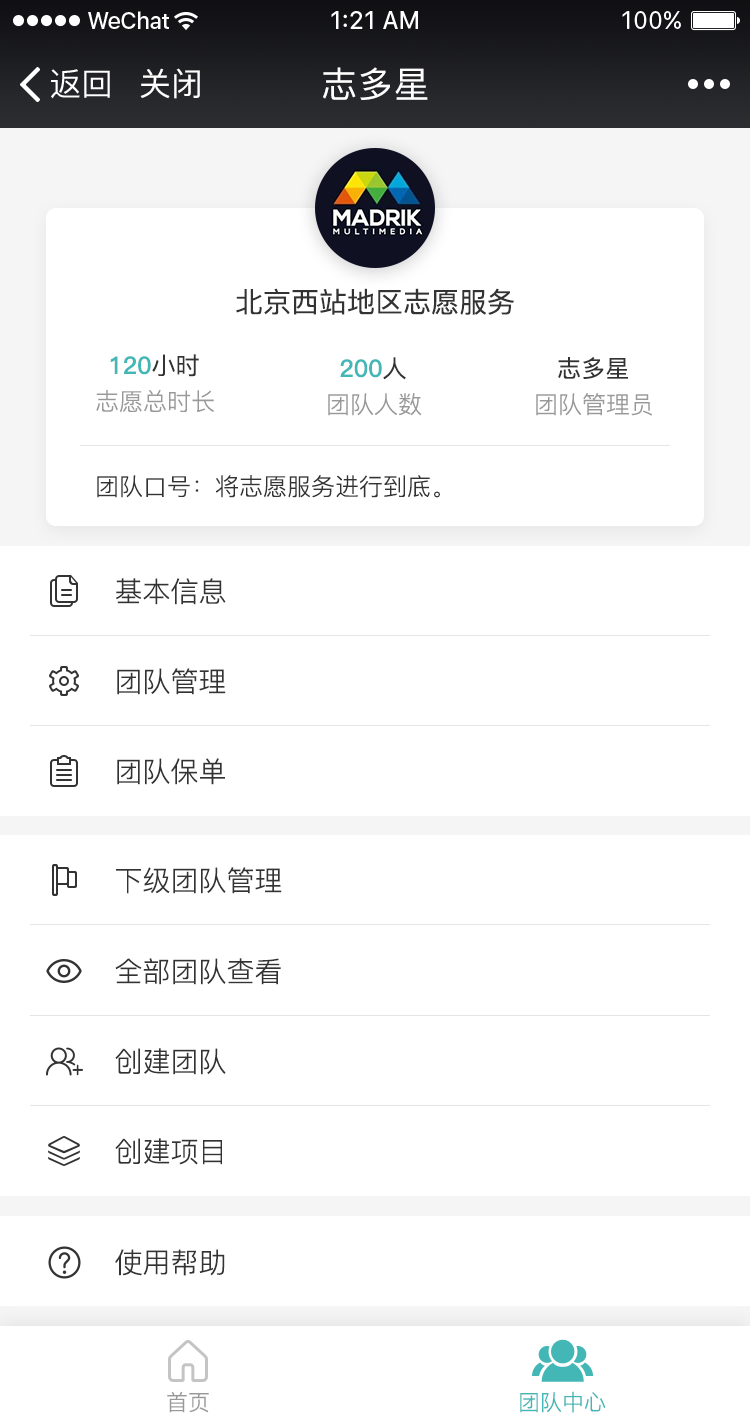 WeChat 1:21 AM 100%
返回 关闭 志多星
MADRIK
MULTIMEDIA
北京西站地区志愿服务
120小时 200人 志多星
志愿总时长 团队人数 团队管理员
团队口号：将志愿服务进行到底。
基本信息
团队管理
团队保单
下级团队管理
全部团队查看
创建团队
创建项目
使用帮助
首页 团队中心